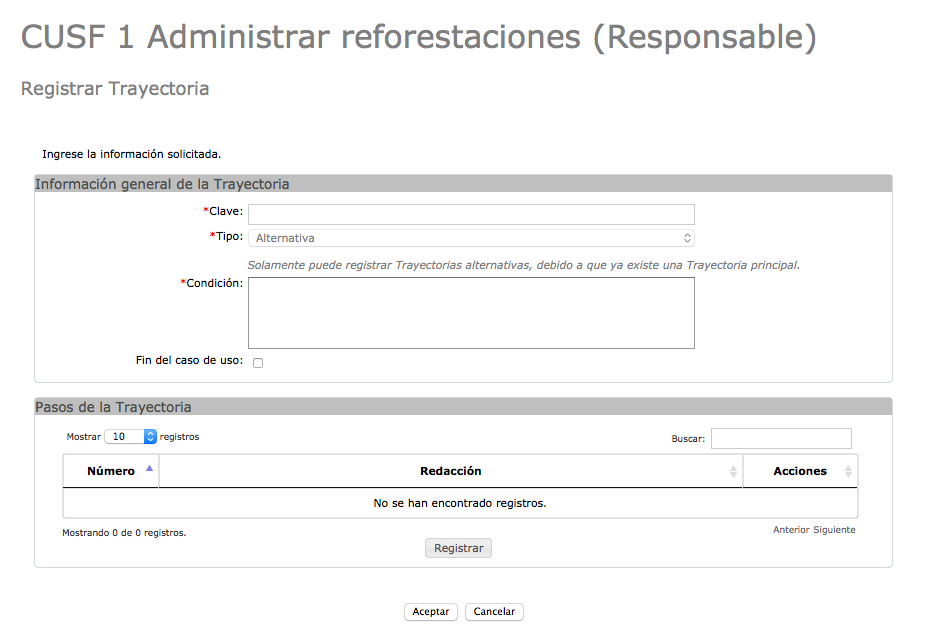 CUSF 1 Administrar reforestaciones (Responsable)
Registrar Trayectoria
Ingrese la información solicitada.
Información general de la Trayectoria
*Clave:
*Tipo: Alternativa
Solamente puede registrar Trayectorias alternativas, debido a que ya existe una Trayectoria principal.
*Condición:
Fin del caso de uso:
Pasos de la Trayectoria
Mostrar 10 registros Buscar:
Número Redacción Acciones
No se han encontrado registros.
Mostrando 0 de 0 registros. Anterior Siguiente
Registrar
Aceptar Cancelar